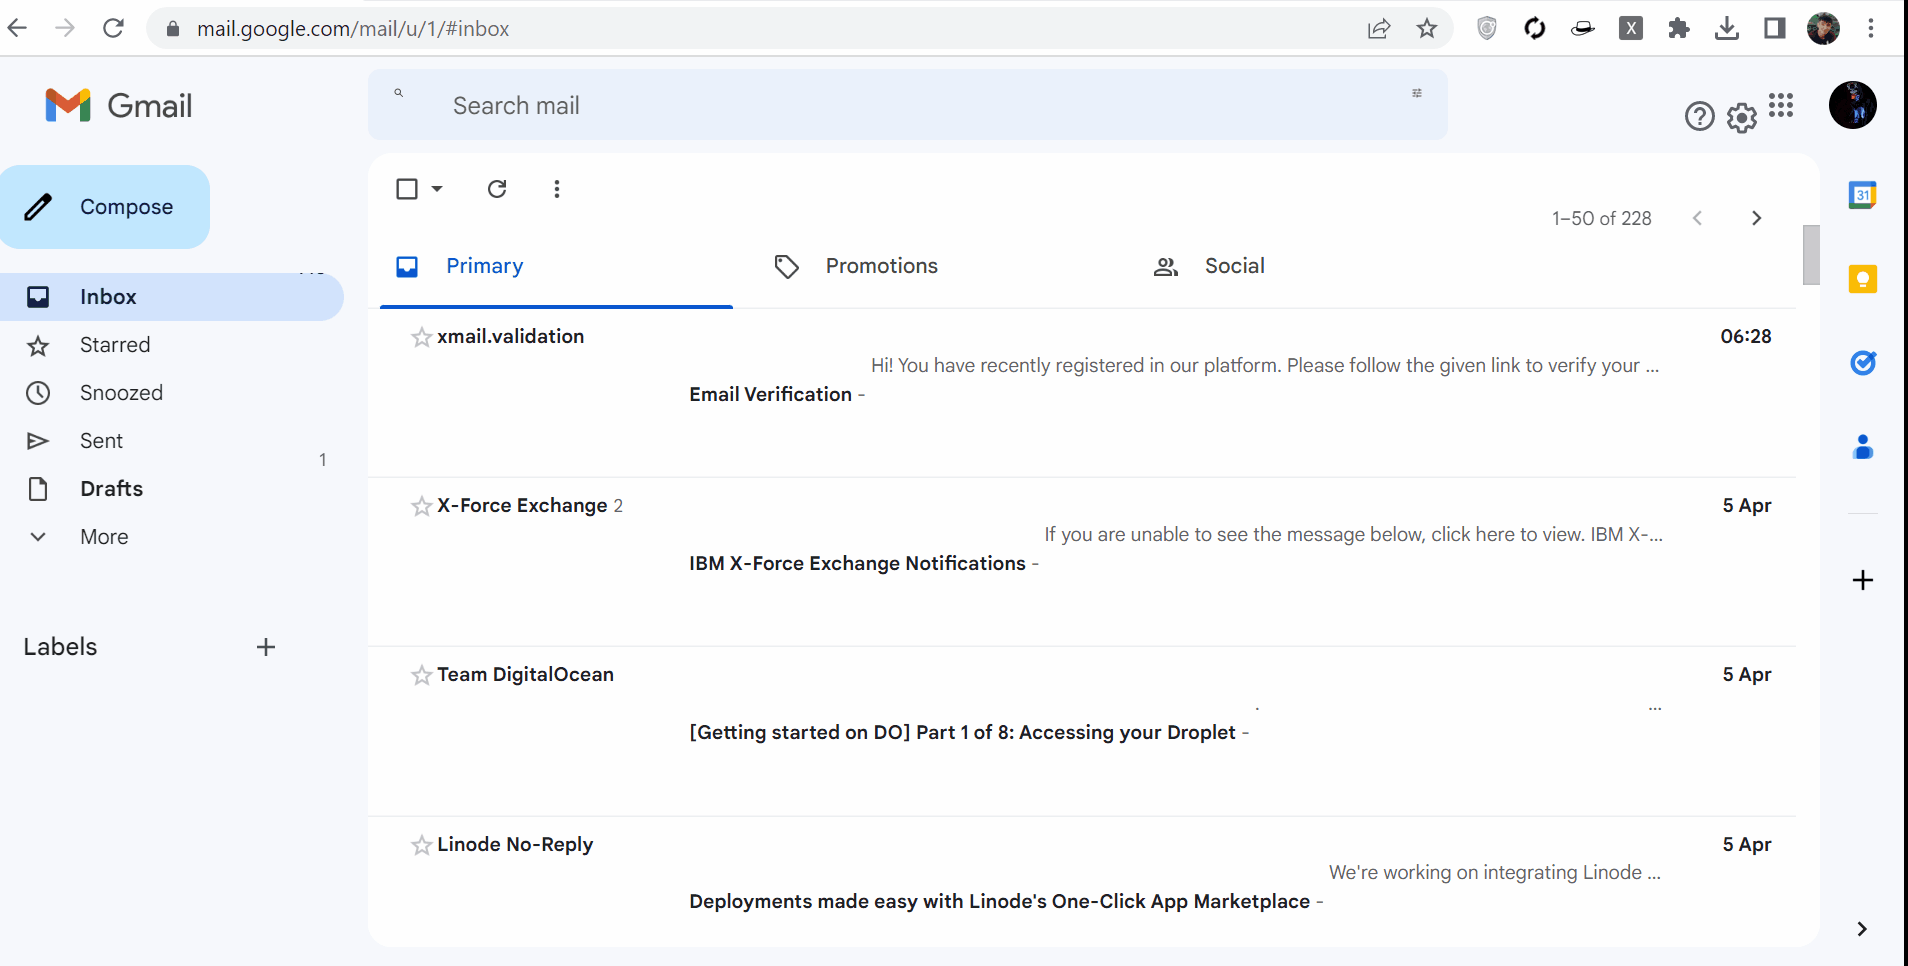 mail.google.com/mail/u/1/#inbox
X
Gmail
Search mail
Compose
Inbox
Starred
Snoozed
Sent
1
Drafts
More
Labels
1–50 of 228
Primary
Promotions
Social
xmail.validation
06:28
Hi! You have recently registered in our platform. Please follow the given link to verify your ...
Email Verification -
X-Force Exchange 2
5 Apr
If you are unable to see the message below, click here to view. IBM X-...
IBM X-Force Exchange Notifications -
Team DigitalOcean
5 Apr
. ...
[Getting started on DO] Part 1 of 8: Accessing your Droplet -
Linode No-Reply
5 Apr
We're working on integrating Linode ...
Deployments made easy with Linode's One-Click App Marketplace -
31